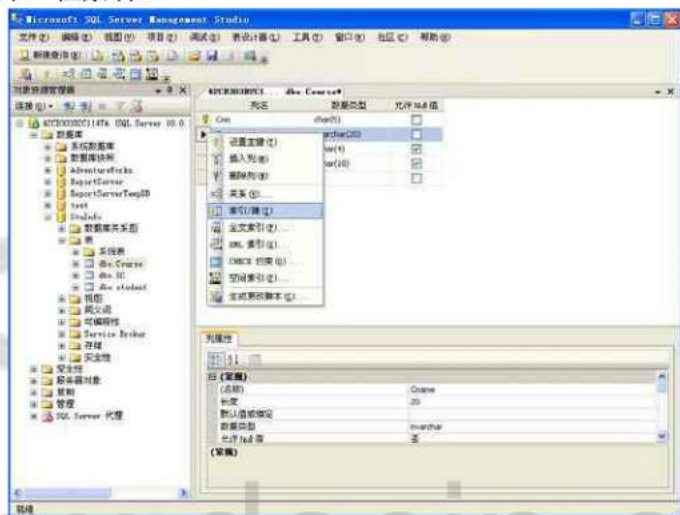 Microsoft SQL Server Management Studio
文件(F) 编辑(E) 视图(V) 项目(P) 调试(D) 表设计器(L) 工具(T) 窗口(W) 社区(C) 帮助(H)
新建查询(N)
对象资源管理器
连接(O)
数据库
系统数据库
数据库快照
AdventureWorks
ReportServer
ReportServerTempDB
test
StuInfo
数据库关系图
表
系统表
dbo.Course
dbo.SC
dbo.student
视图
同义词
可编程性
Service Broker
存储
安全性
安全性
服务器对象
复制
管理
SQL Server 代理
dbo.Course*
列名 数据类型 允许 Null 值
Cno char(5)
设置主键(Y)
插入列(M)
删除列(N)
关系(H)...
索引/键(I)...
全文索引(F)...
XML 索引(X)...
CHECK 约束(O)...
空间索引(P)...
生成更改脚本(S)...
列属性
(常规)
(名称) Cname
长度 20
默认值或绑定
数据类型 nvarchar
允许 Null 值 否
(常规)
就绪